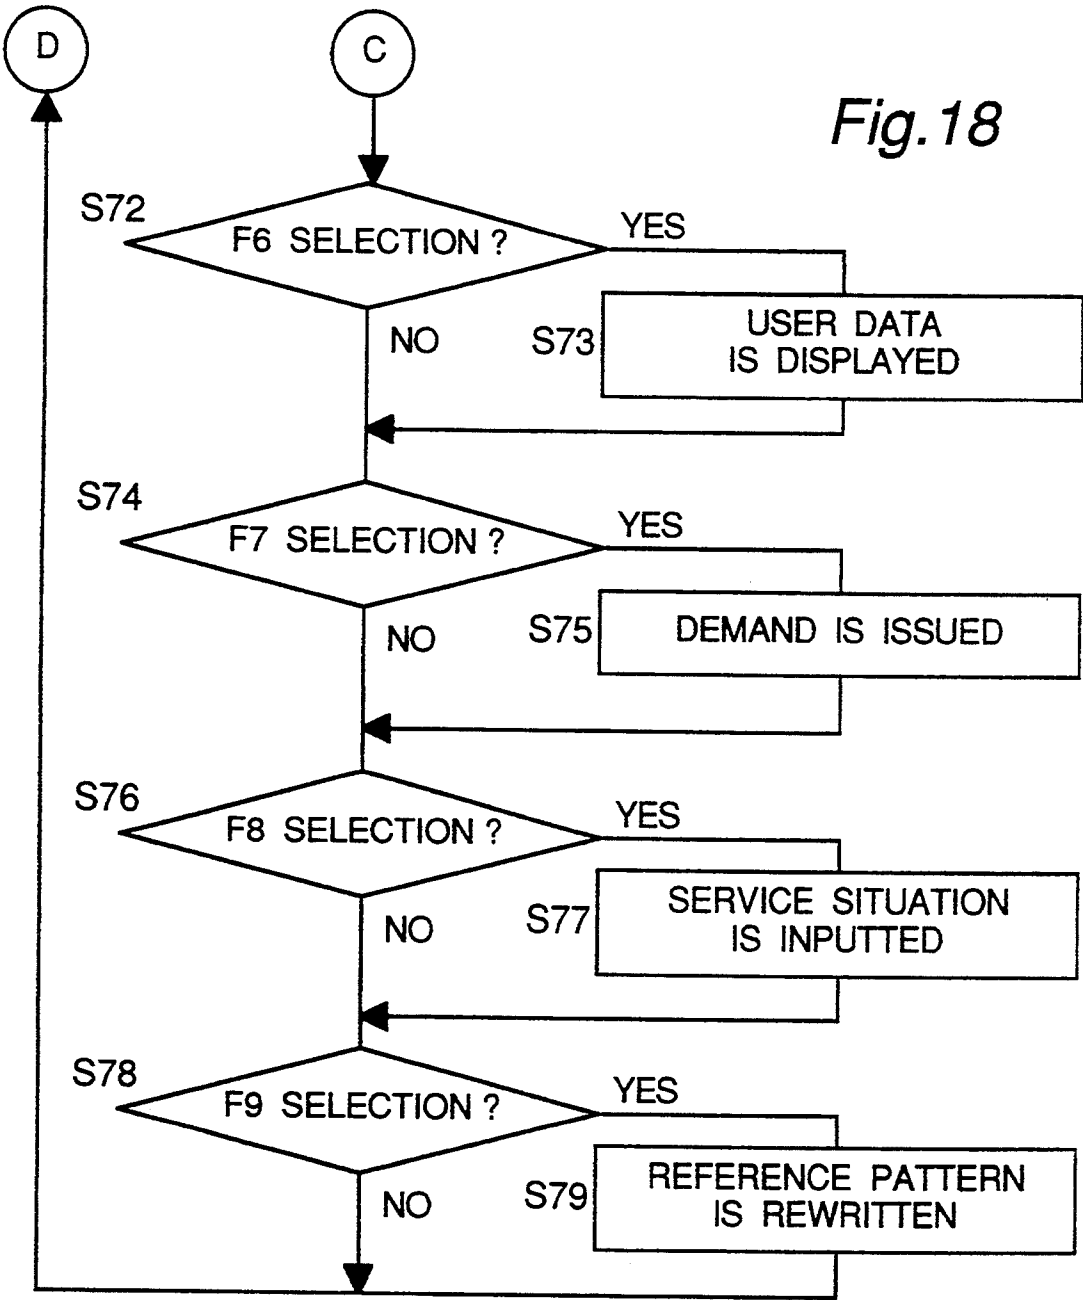 D
C
Fig.18
S72
F6 SELECTION ?
YES
NO
S73
USER DATA
IS DISPLAYED
S74
F7 SELECTION ?
YES
NO
S75
DEMAND IS ISSUED
S76
F8 SELECTION ?
YES
NO
S77
SERVICE SITUATION
IS INPUTTED
S78
F9 SELECTION ?
YES
NO
S79
REFERENCE PATTERN
IS REWRITTEN